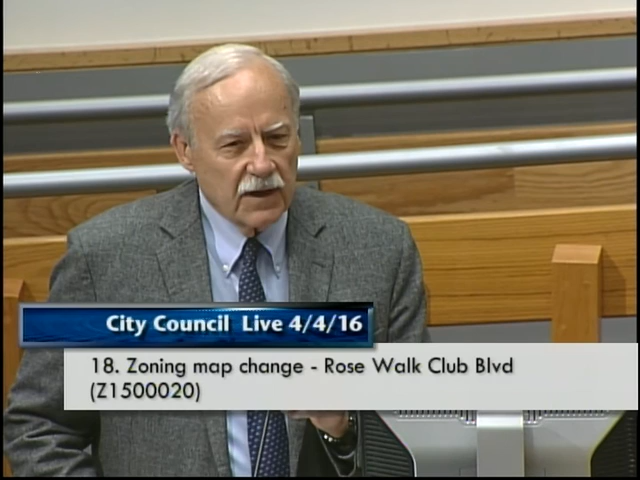 City Council Live 4/4/16
18. Zoning map change - Rose Walk Club Blvd
(Z1500020)